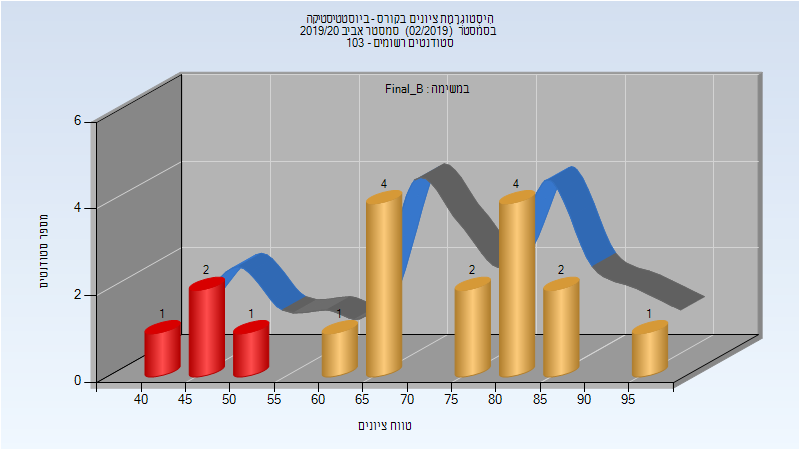 היסטוגרמת ציונים בקורס - ביוסטטיסטיקה
בסמסטר (02/2019) סמסטר אביב 2019/20
סטודנטים רשומים - 103
במשימה : Final_B
מספר סטודנטים
6
4
2
0
1
2
1
1
4
2
4
2
1
40 45 50 55 60 65 70 75 80 85 90 95
טווח ציונים